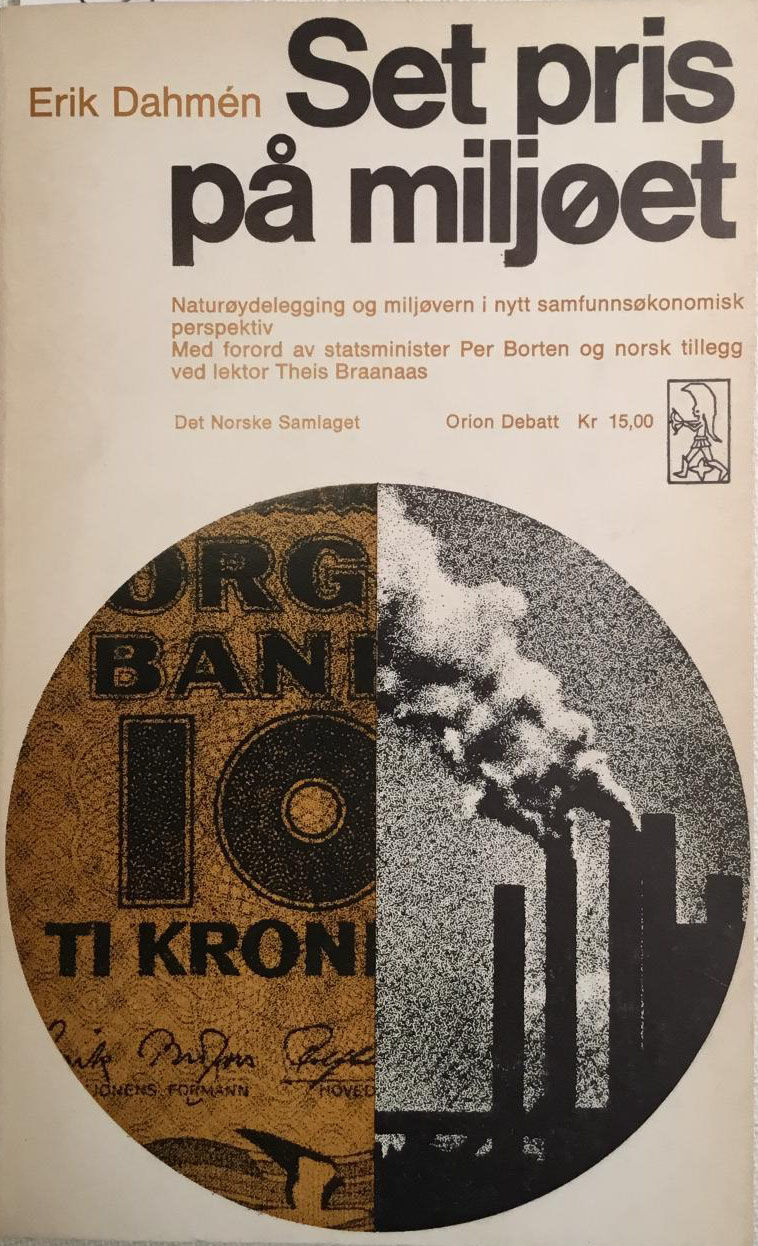 Erik Dahmén
Set pris
på miljøet
Naturøydelegging og miljøvern i nytt samfunnsøkonomisk
perspektiv
Med forord av statsminister Per Borten og norsk tillegg
ved lektor Theis Braanaas
Det Norske Samlaget Orion Debatt Kr 15,00
ORG
BAN
10
TI KRON
JONENS FORMANN HOVED